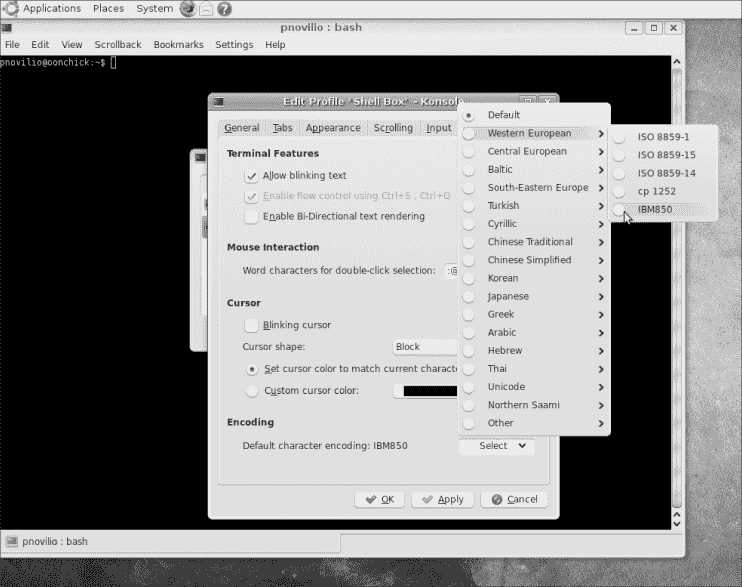 Applications Places System
pnovilio : bash
File Edit View Scrollback Bookmarks Settings Help
pnovilio@oonchick:~$
Edit Profile "Shell Box" - Konsole
General Tabs Appearance Scrolling Input
Terminal Features
Allow blinking text
Enable flow control using Ctrl+S , Ctrl+Q
Enable Bi-Directional text rendering
Mouse Interaction
Word characters for double-click selection: :@
Cursor
Blinking cursor
Cursor shape: Block
Set cursor color to match current characte
Custom cursor color:
Encoding
Default character encoding: IBM850 Select
OK Apply Cancel
Default
Western European
Central European
Baltic
South-Eastern Europe
Turkish
Cyrillic
Chinese Traditional
Chinese Simplified
Korean
Japanese
Greek
Arabic
Hebrew
Thai
Unicode
Northern Saami
Other
ISO 8859-1
ISO 8859-15
ISO 8859-14
cp 1252
IBM850
pnovilio : bash